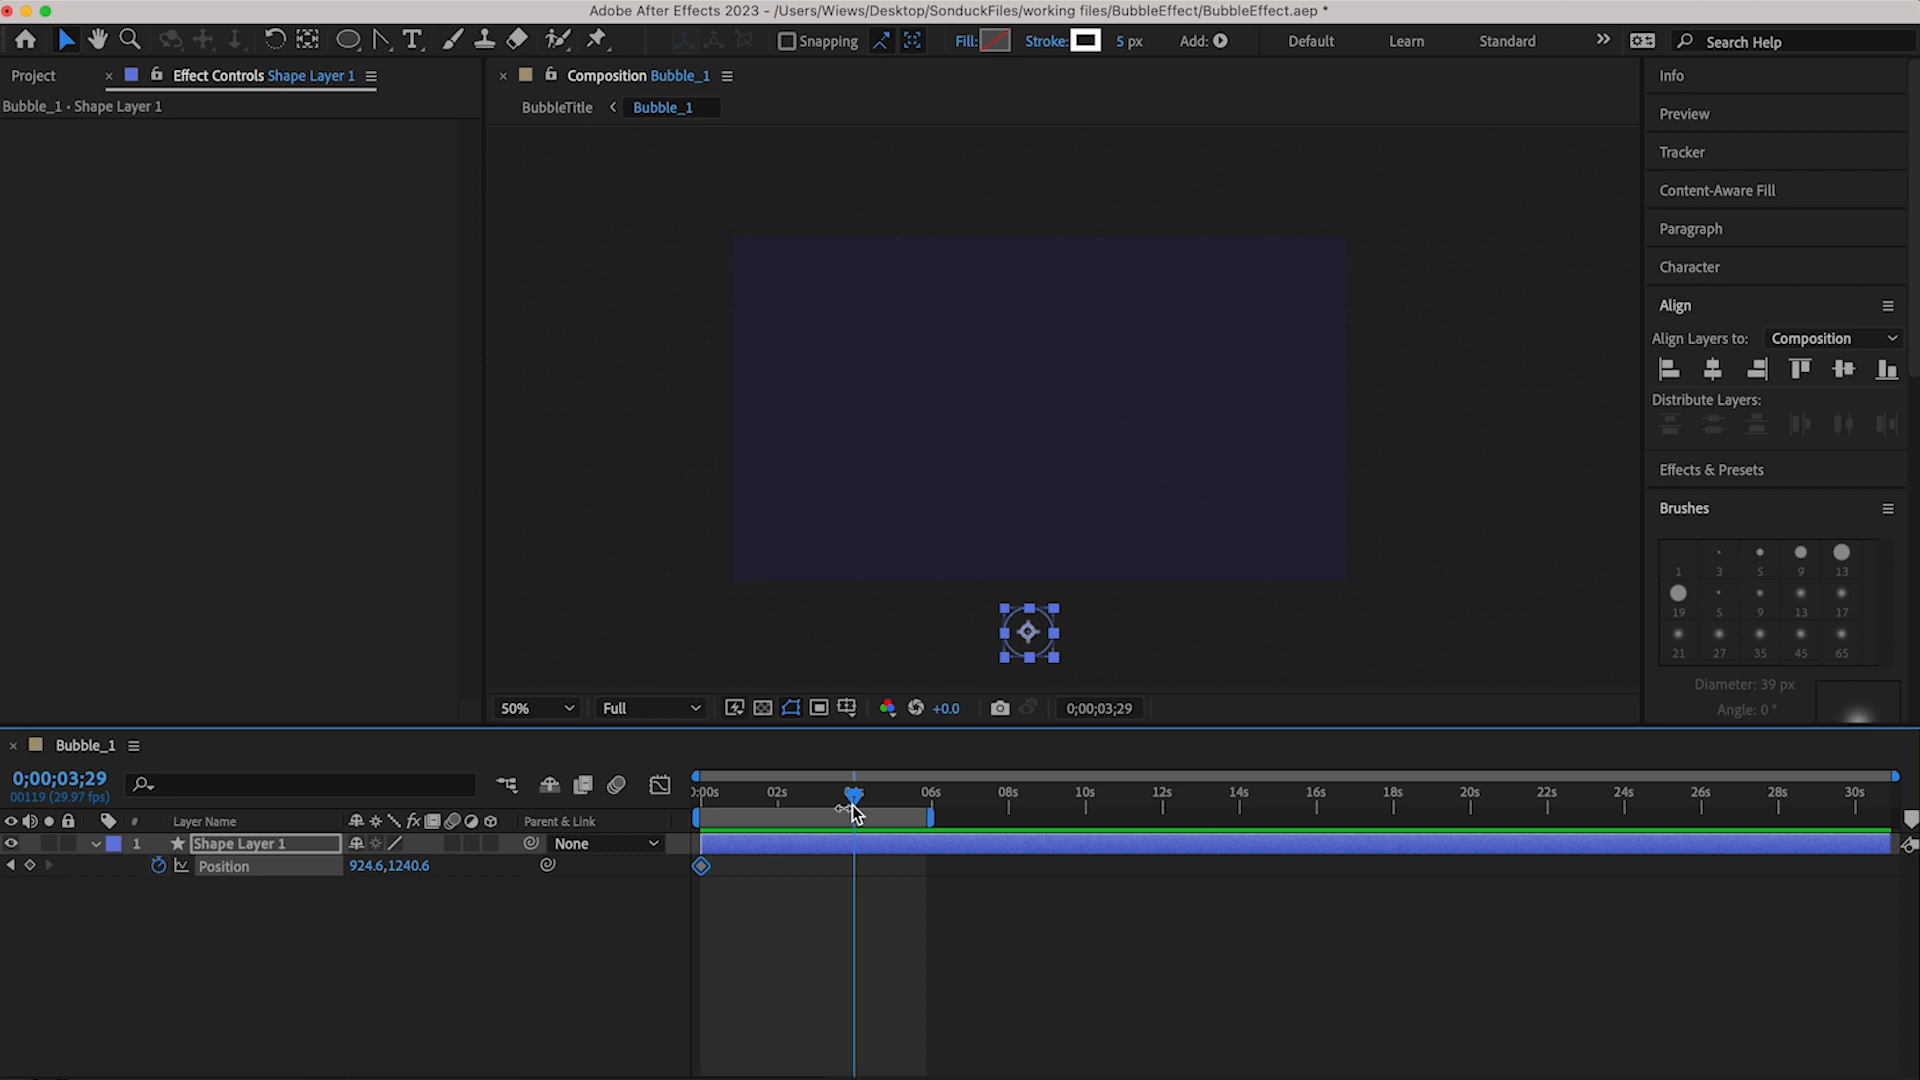 Adobe After Effects 2023 - /Users/Wiews/Desktop/SonduckFiles/working files/BubbleEffect/BubbleEffect.aep *
Snapping
Fill:
Stroke:
5 px
Add:
Default
Learn
Standard
Search Help
Project
Effect Controls Shape Layer 1
Composition Bubble_1
Info
Bubble_1 • Shape Layer 1
BubbleTitle
Bubble_1
Preview
Tracker
Content-Aware Fill
Paragraph
Character
Align
Align Layers to: Composition
Distribute Layers:
Effects & Presets
Brushes
1 3 5 9 13
19 5 9 13 17
21 27 35 45 65
Diameter: 39 px
Angle: 0 °
50%
Full
+0.0
0;00;03;29
Bubble_1
0;00;03;29
00119 (29.97 fps)
02s 06s 08s 10s 12s 14s 16s 18s 20s 22s 24s 26s 28s 30s
# Layer Name
fx
Parent & Link
1 Shape Layer 1
None
Position
924.6,1240.6